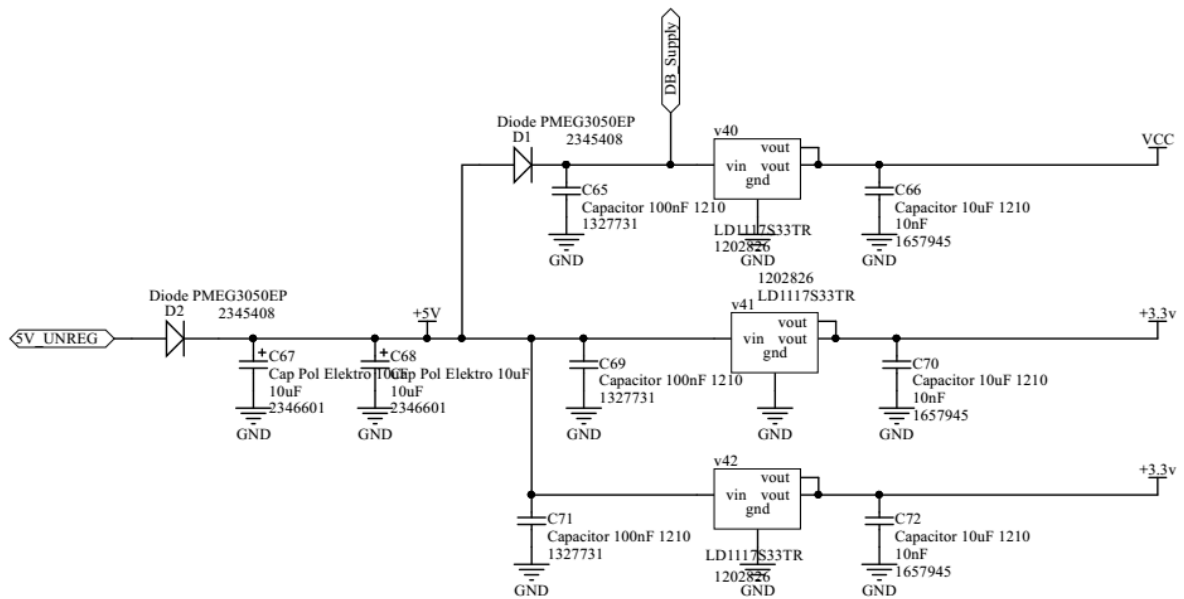 DB_Supply
Diode PMEG3050EP
D1
2345408
v40
vout
vin
vout
gnd
VCC
C65
Capacitor 100nF 1210
1327731
GND
LD1117S33TR
1202826
GND
C66
Capacitor 10uF 1210
10nF
1657945
GND
Diode PMEG3050EP
D2
2345408
5V_UNREG
+5V
C67
Cap Pol Elektro 10uF
10uF
2346601
GND
C68
Cap Pol Elektro 10uF
10uF
2346601
GND
1202826
LD1117S33TR
v41
vout
vin
vout
gnd
+3.3v
C69
Capacitor 100nF 1210
1327731
GND
GND
C70
Capacitor 10uF 1210
10nF
1657945
GND
v42
vout
vin
vout
gnd
+3.3v
C71
Capacitor 100nF 1210
1327731
GND
LD1117S33TR
1202826
GND
C72
Capacitor 10uF 1210
10nF
1657945
GND